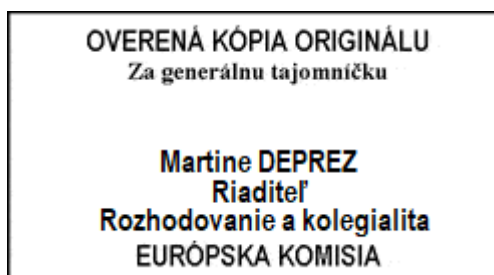 OVERENÁ KÓPIA ORIGINÁLU
Za generálnu tajomníčku
Martine DEPREZ
Riaditeľ
Rozhodovanie a kolegialita
EURÓPSKA KOMISIA